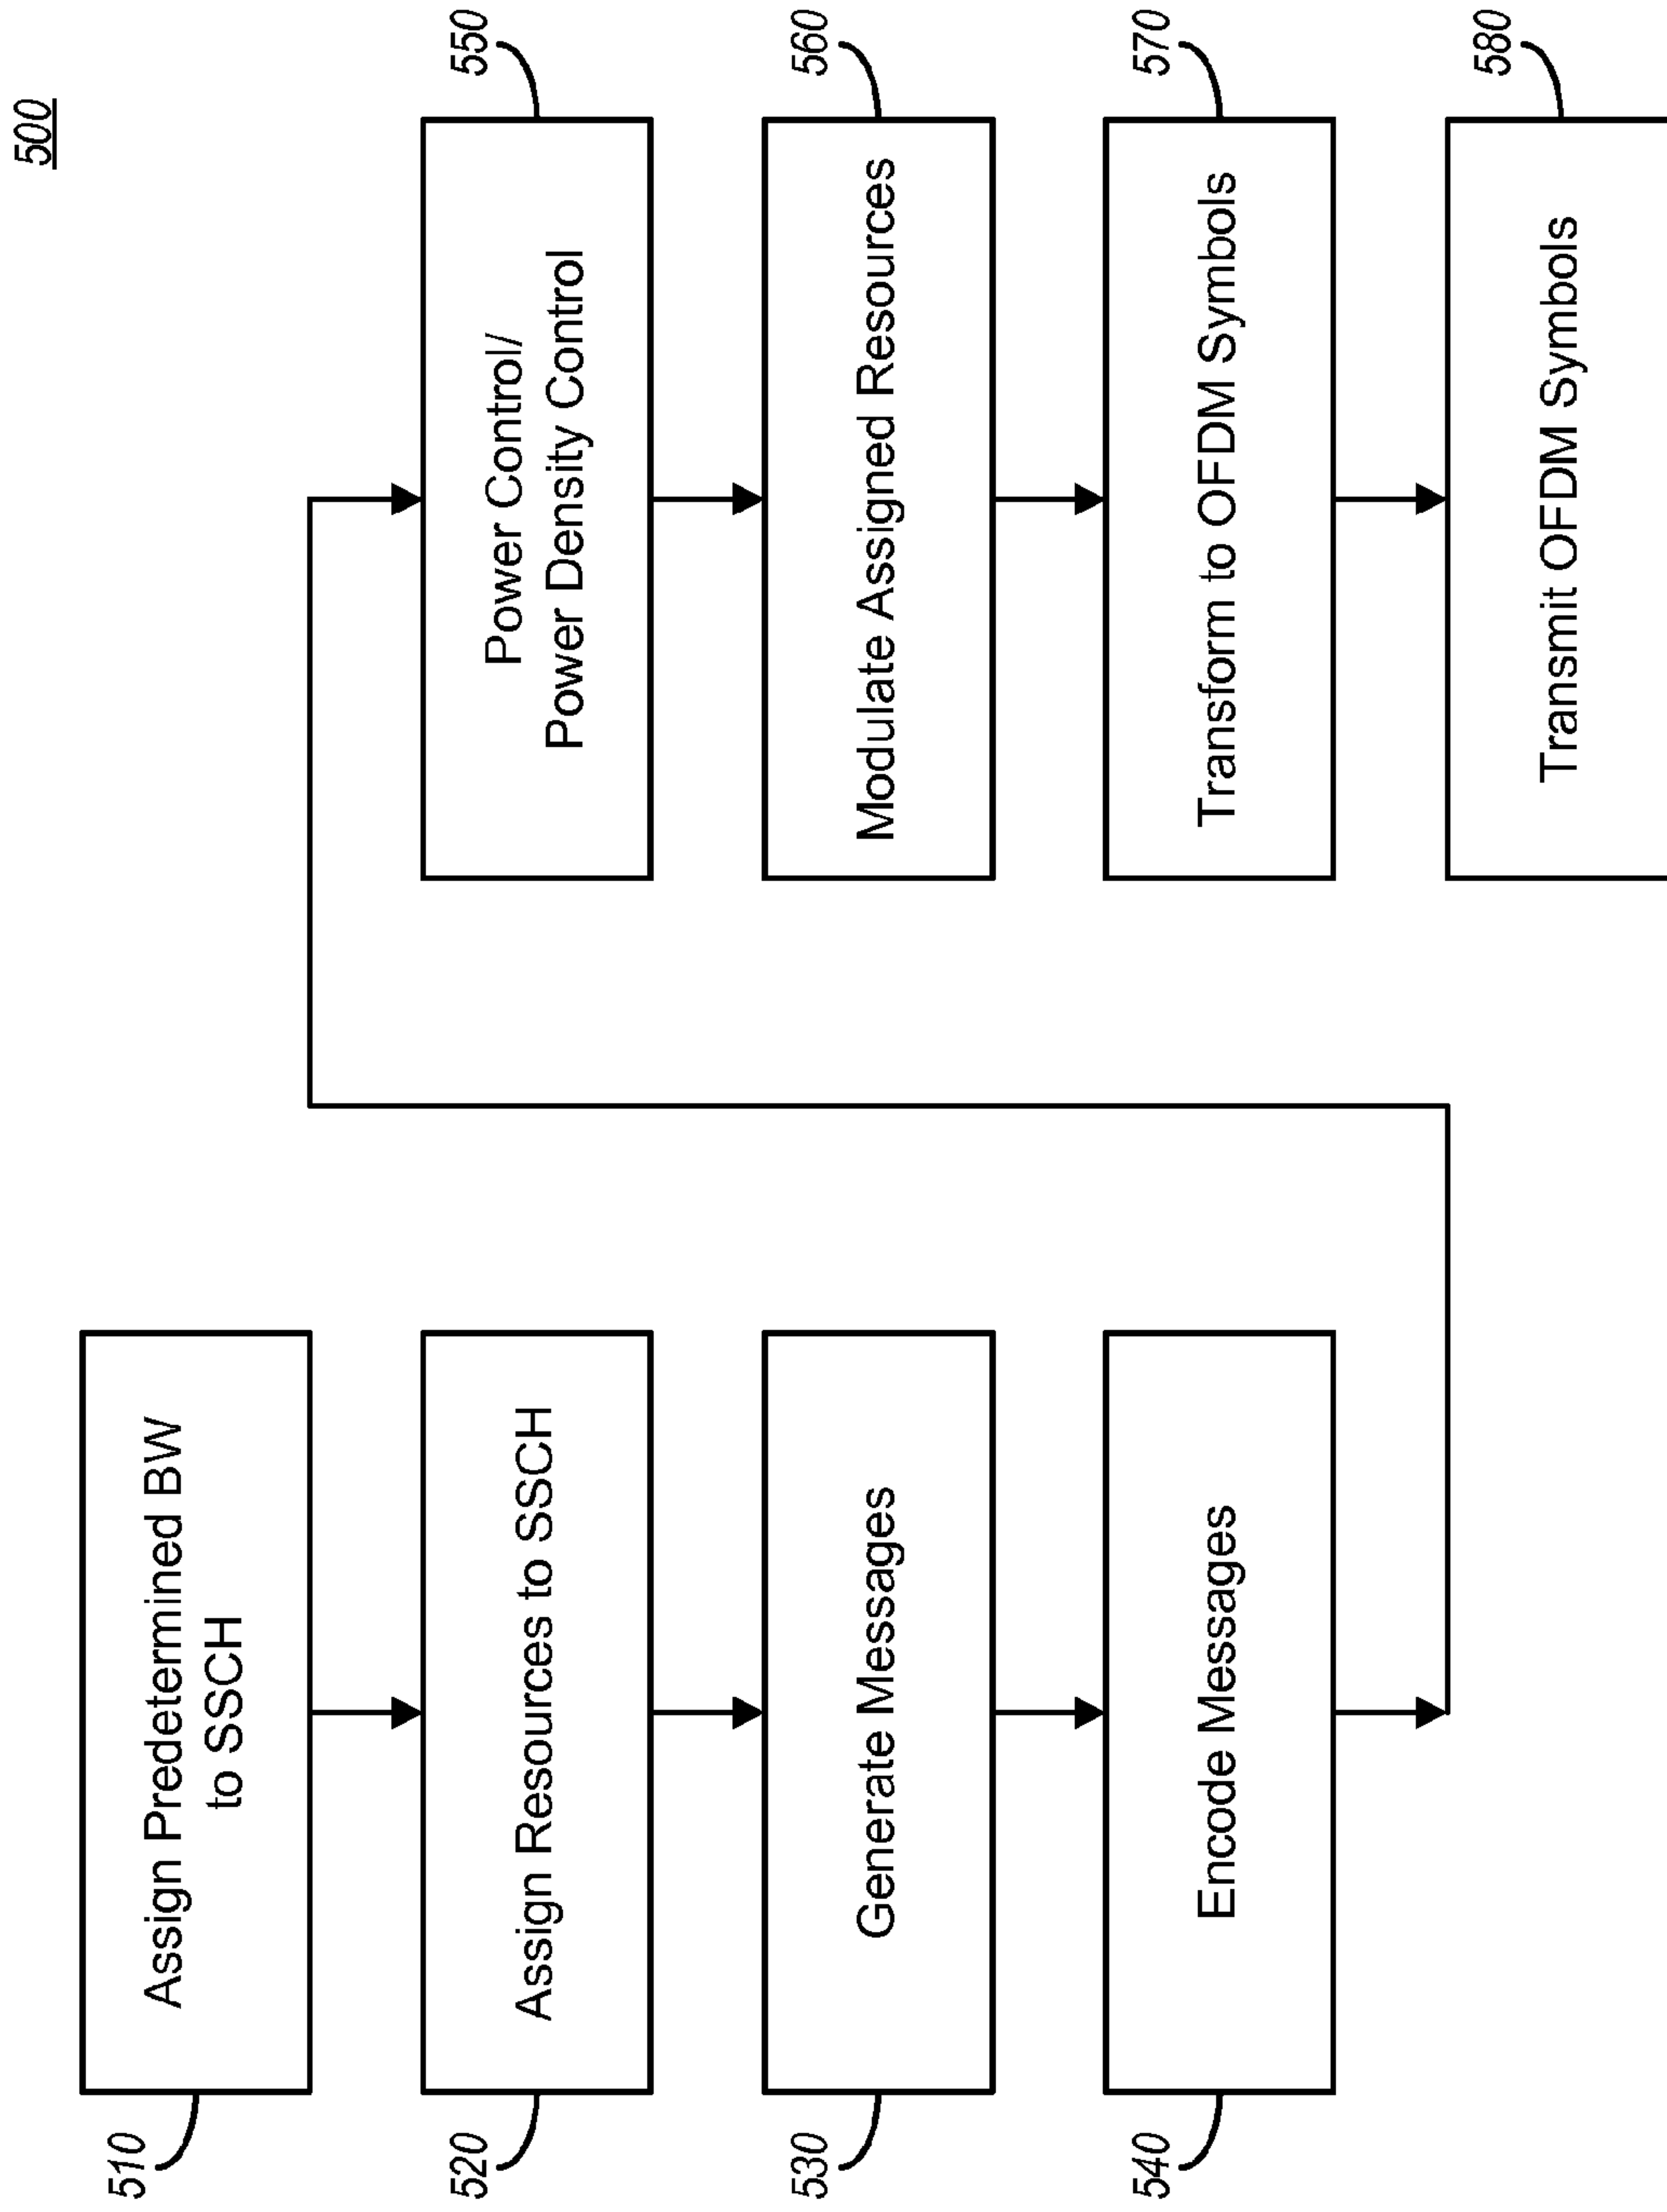 500
510
Assign Predetermined BW
to SSCH
520
Assign Resources to SSCH
530
Generate Messages
540
Encode Messages
550
Power Control/
Power Density Control
560
Modulate Assigned Resources
570
Transform to OFDM Symbols
580
Transmit OFDM Symbols